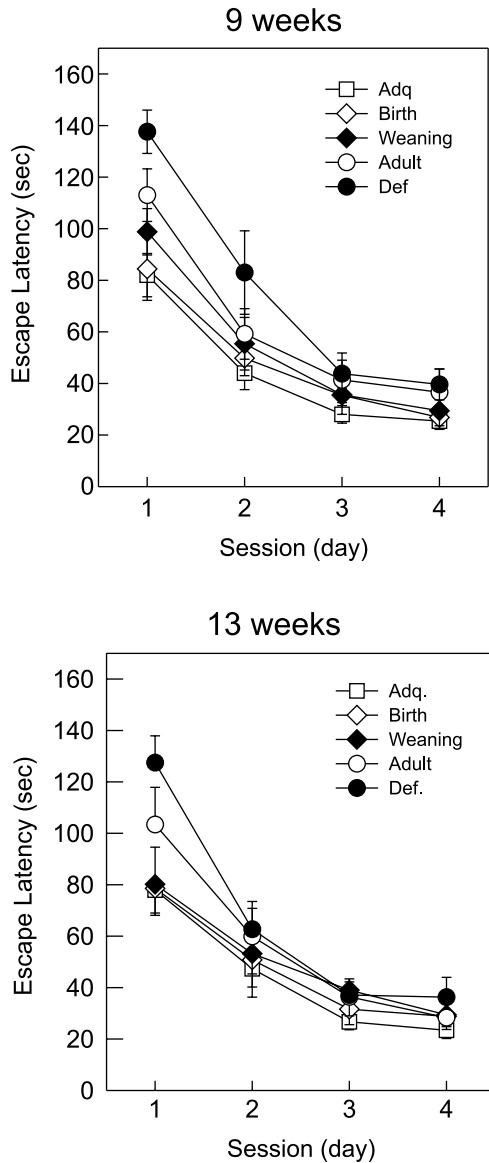 9 weeks
160
140
120
100
80
60
40
20
0
Escape Latency (sec)
Adq
Birth
Weaning
Adult
Def
1 2 3 4
Session (day)
13 weeks
160
140
120
100
80
60
40
20
0
Escape Latency (sec)
Adq.
Birth
Weaning
Adult
Def.
1 2 3 4
Session (day)